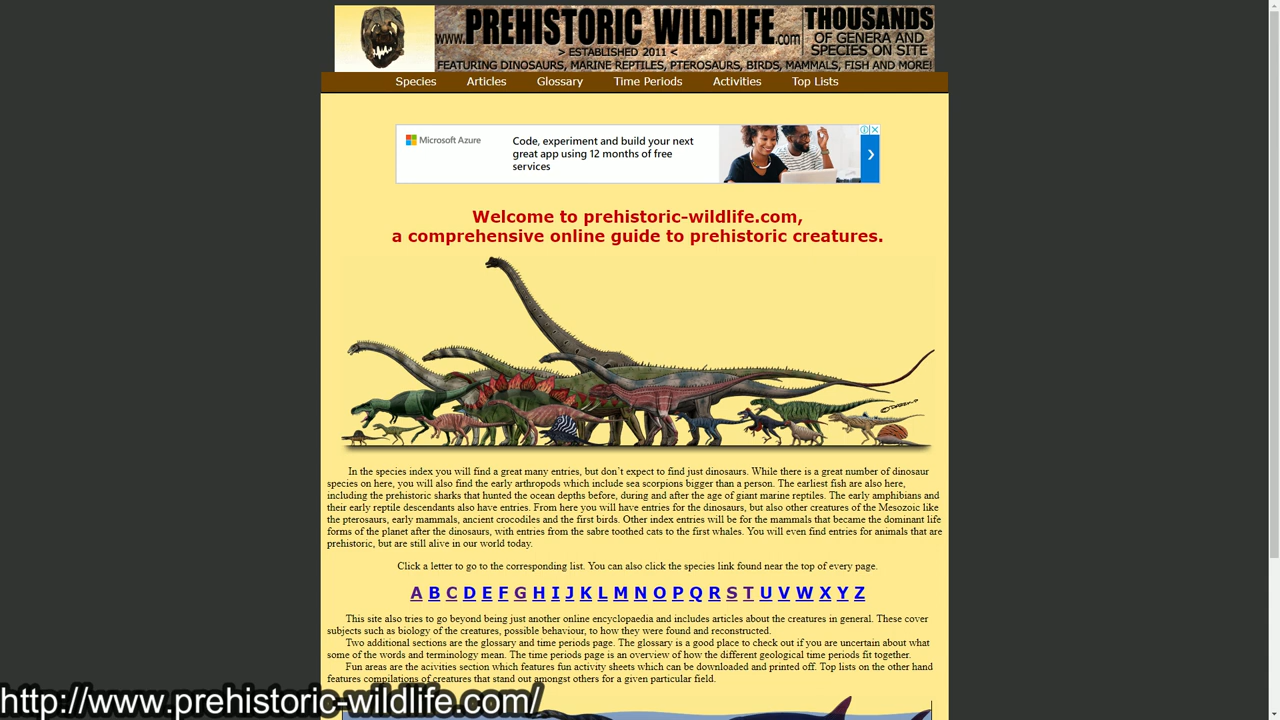 www.PREHISTORIC WILDLIFE.com
> ESTABLISHED 2011 <
THOUSANDS
OF GENERA AND
SPECIES ON SITE
FEATURING DINOSAURS, MARINE REPTILES, PTEROSAURS, BIRDS, MAMMALS, FISH AND MORE!
Species Articles Glossary Time Periods Activities Top Lists
Microsoft Azure
Code, experiment and build your next
great app using 12 months of free
services
Welcome to prehistoric-wildlife.com,
a comprehensive online guide to prehistoric creatures.
In the species index you will find a great many entries, but don’t expect to find just dinosaurs. While there is a great number of dinosaur
species on here, you will also find the early arthropods which include sea scorpions bigger than a person. The earliest fish are also here,
including the prehistoric sharks that hunted the ocean depths before, during and after the age of giant marine reptiles. The early amphibians and
their early reptile descendants also have entries. From here you will have entries for the dinosaurs, but also other creatures of the Mesozoic like
the pterosaurs, early mammals, ancient crocodiles and the first birds. Other index entries will be for the mammals that became the dominant life
forms of the planet after the dinosaurs, with entries from the sabre toothed cats to the first whales. You will even find entries for animals that are
prehistoric, but are still alive in our world today.
Click a letter to go to the corresponding list. You can also click the species link found near the top of every page.
A B C D E F G H I J K L M N O P Q R S T U V W X Y Z
This site also tries to go beyond being just another online encyclopaedia and includes articles about the creatures in general. These cover
subjects such as biology of the creatures, possible behaviour, to how they were found and reconstructed.
Two additional sections are the glossary and time periods page. The glossary is a good place to check out if you are uncertain about what
some of the words and terminology mean. The time periods page is an overview of how the different geological time periods fit together.
Fun areas are the acivities section which features fun activity sheets which can be downloaded and printed off. Top lists on the other hand
features compilations of creatures that stand out amongst others for a given particular field.
http://www.prehistoric-wildlife.com/